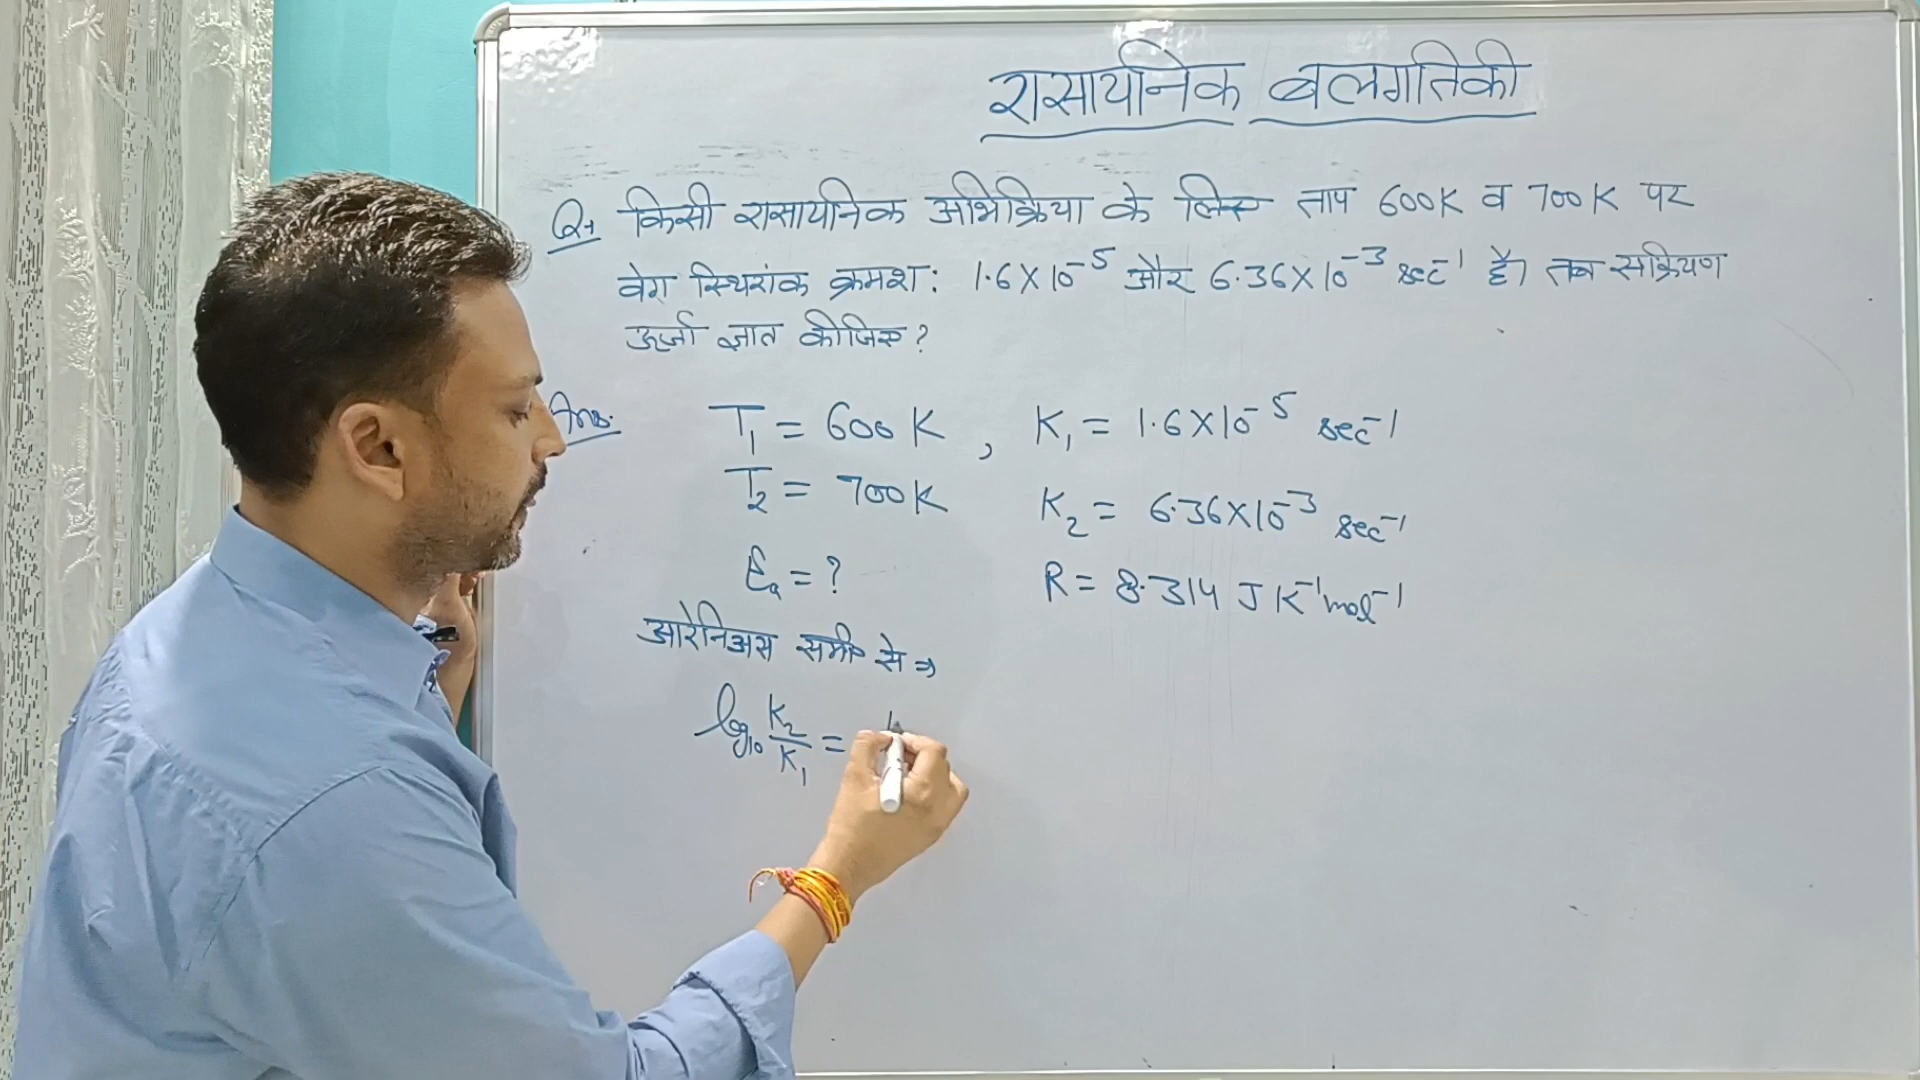 रासायनिक बलगतिकी
Q→ किसी रासायनिक अभिक्रिया के लिए ताप 600K व 700K पर
वेग स्थिरांक क्रमश: 1.6×10⁻⁵ और 6.36×10⁻³ sec⁻¹ है। तब सक्रियण
ऊर्जा ज्ञात कीजिए?
Ans. T₁ = 600K , K₁ = 1.6×10⁻⁵ sec⁻¹
T₂ = 700K K₂ = 6.36×10⁻³ sec⁻¹
Eₐ = ? R = 8.314 J K⁻¹mol⁻¹
आरेनिअस समी॰ से ⇒
log₁₀ K₂/K₁ =